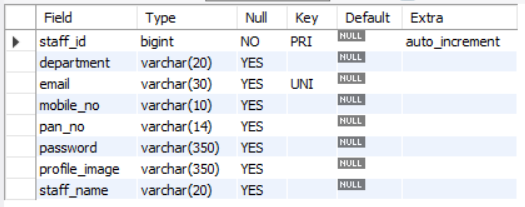 Field Type Null Key Default Extra
staff_id bigint NO PRI NULL auto_increment
department varchar(20) YES NULL
email varchar(30) YES UNI NULL
mobile_no varchar(10) YES NULL
pan_no varchar(14) YES NULL
password varchar(350) YES NULL
profile_image varchar(350) YES NULL
staff_name varchar(20) YES NULL